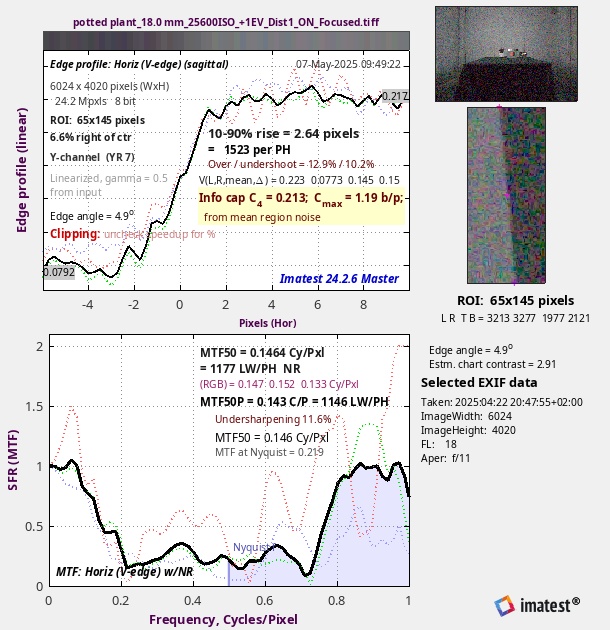 potted plant_18.0 mm_25600ISO_+1EV_Dist1_ON_Focused.tiff
Edge profile: Horiz (V-edge) (sagittal)
07-May-2025 09:49:22
6024 x 4020 pixels (WxH)
24.2 Mpxls 8 bit
0.217
ROI: 65x145 pixels
6.6% right of ctr
10-90% rise = 2.64 pixels
= 1523 per PH
Y-channel (YR7)
Over / undershoot = 12.9% / 10.2%
Linearized, gamma = 0.5
from input
V(L,R,mean,Δ) = 0.223 0.0773 0.145 0.15
Info cap C4 = 0.213; Cmax = 1.19 b/p;
from mean region noise
Edge angle = 4.9º
Clipping: uncheck speedup for %
0.0792
Imatest 24.2.6 Master
Edge profile (linear)
-4 -2 0 2 4 6 8
Pixels (Hor)
ROI: 65x145 pixels
L R T B = 3213 3277 1977 2121
Edge angle = 4.9º
Estm. chart contrast = 2.91
Selected EXIF data
Taken: 2025:04:22 20:47:55+02:00
ImageWidth: 6024
ImageHeight: 4020
FL: 18
Aper: f/11
MTF50 = 0.1464 Cy/Pxl
= 1177 LW/PH NR
(RGB) = 0.147 0.152 0.133 Cy/Pxl
MTF50P = 0.143 C/P = 1146 LW/PH
Undersharpening 11.6%
MTF50 = 0.146 Cy/Pxl
MTF at Nyquist = 0.219
Nyquist
MTF: Horiz (V-edge) w/NR
SFR (MTF)
2
1.5
1
0.5
0
0 0.2 0.4 0.6 0.8 1
Frequency, Cycles/Pixel
imatest®